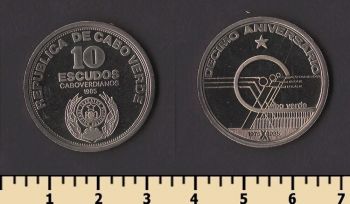 REPUBLICA DE CABO VERDE
10
ESCUDOS
CABOVERDIANOS
1985
DECIMO ANIVERSARIO
cabo verde
1975 X 1985
1 2 3 4 5 6 7